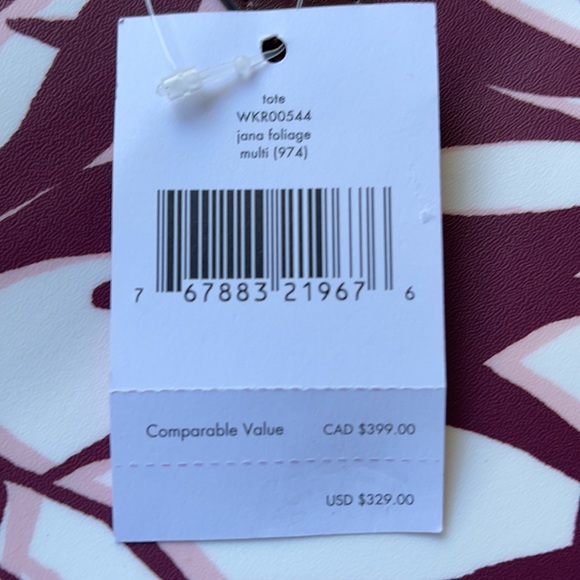 tote
WKR00544
jana foliage
multi (974)
7 67883 21967 6
Comparable Value CAD $399.00
USD $329.00